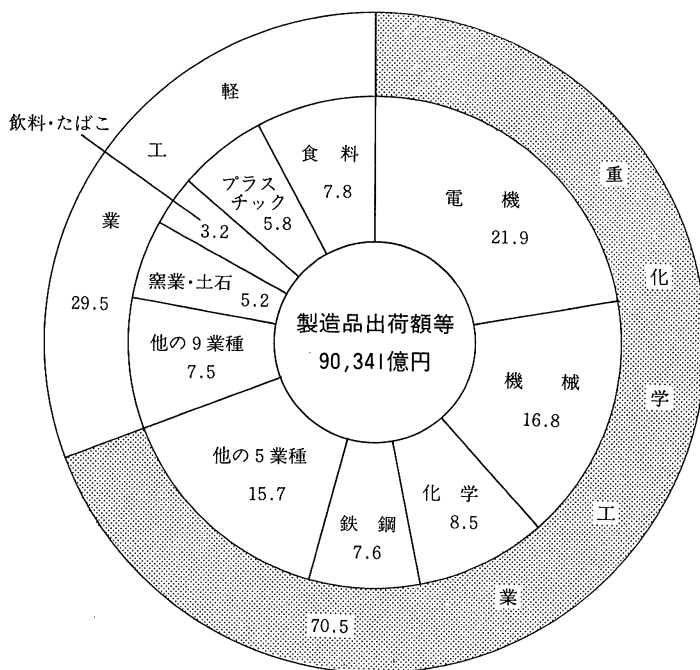 製造品出荷額等
90,341億円
重化学工業
70.5
電機
21.9
機械
16.8
化学
8.5
鉄鋼
7.6
他の5業種
15.7
軽工業
29.5
他の9業種
7.5
窯業・土石
5.2
飲料・たばこ
3.2
プラス
チック
5.8
食料
7.8